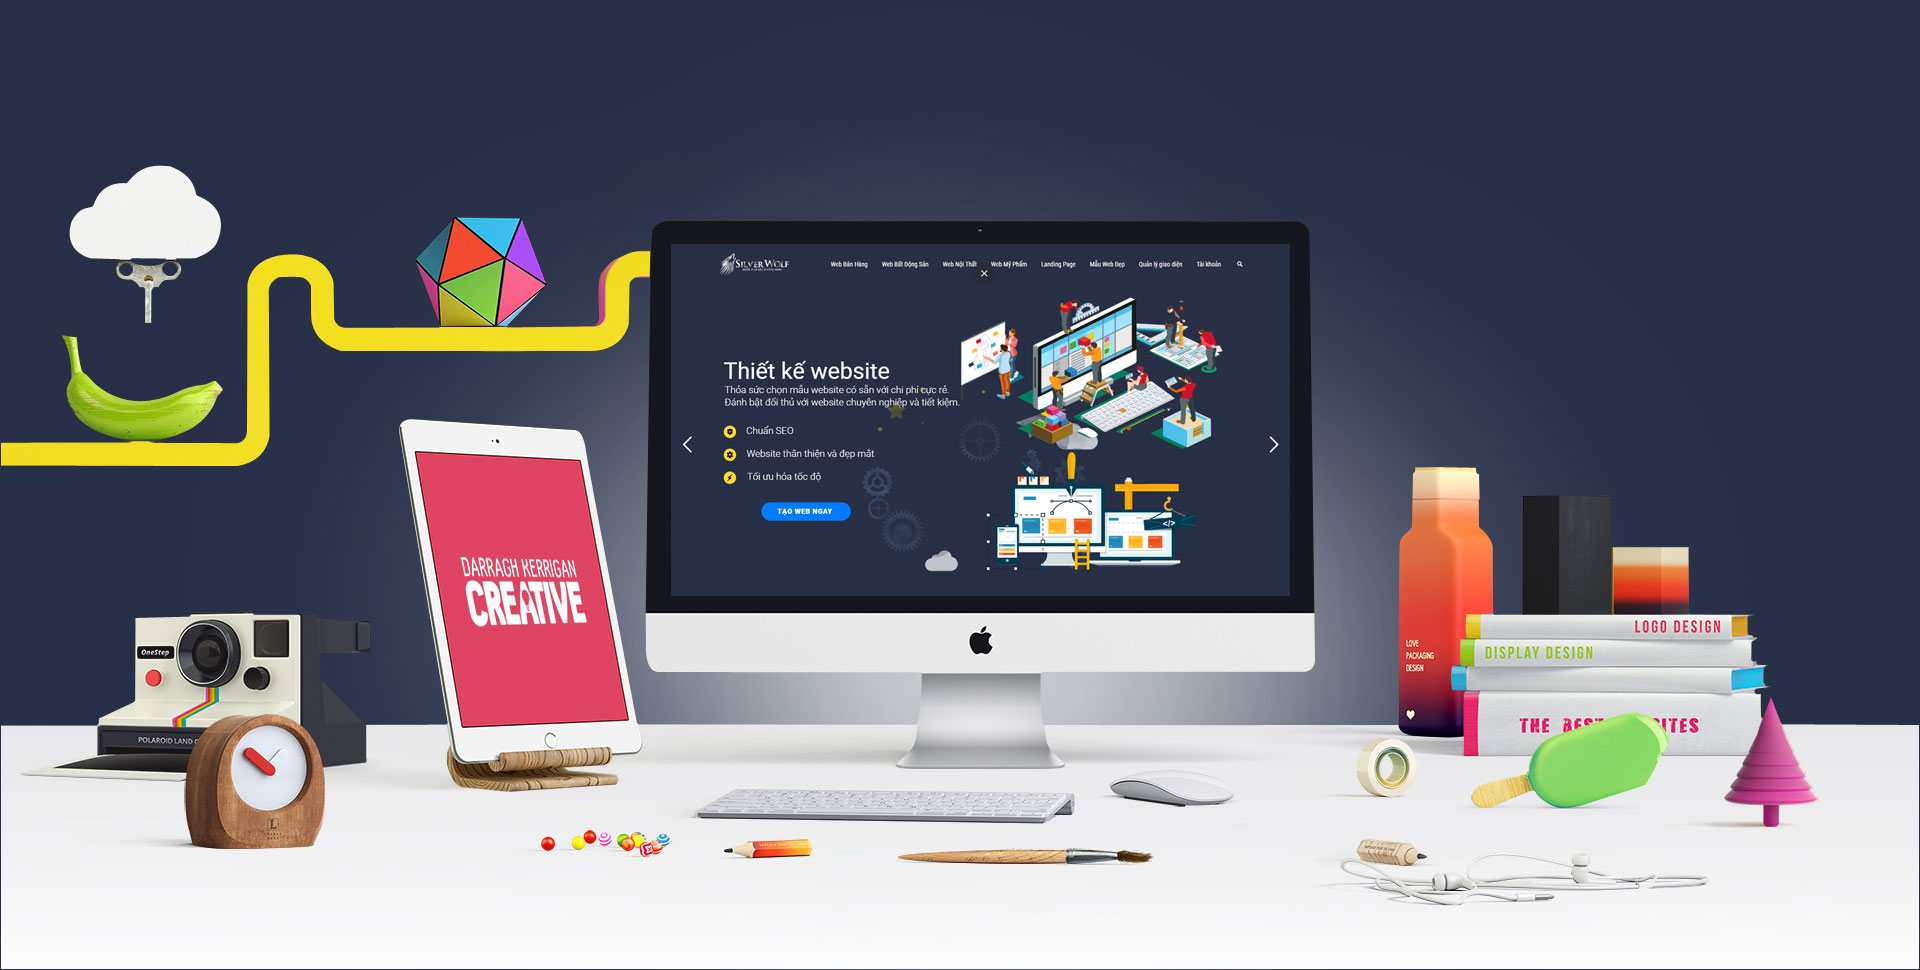 SILVER WOLF
Web Bán Hàng
Web Bất Động Sản
Web Nội Thất
Web Mỹ Phẩm
Landing Page
Mẫu Web Đẹp
Quản lý giao diện
Tài khoản
Thiết kế website
Thỏa sức chọn mẫu website có sẵn với chi phí cực rẻ.
Đánh bật đối thủ với website chuyên nghiệp và tiết kiệm.
Chuẩn SEO
Website thân thiện và đẹp mắt
Tối ưu hóa tốc độ
TẠO WEB NGAY
</>
DARRAGH KERRIGAN
CREATIVE
OneStep
POLAROID LAND
L
LOVE
PACKAGING
DESIGN
LOGO DESIGN
DISPLAY DESIGN
THE